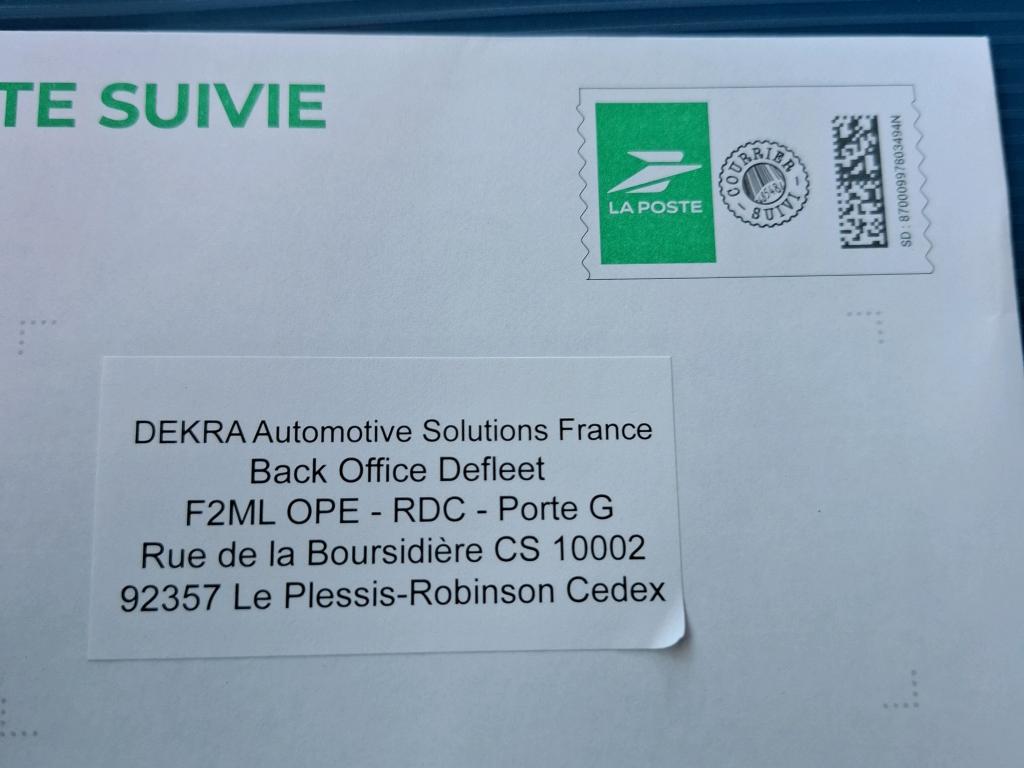 TE SUIVIE
LA POSTE
COURRIER
SUIVI
SD : 87000997803494N
DEKRA Automotive Solutions France
Back Office Defleet
F2ML OPE - RDC - Porte G
Rue de la Boursidière CS 10002
92357 Le Plessis-Robinson Cedex